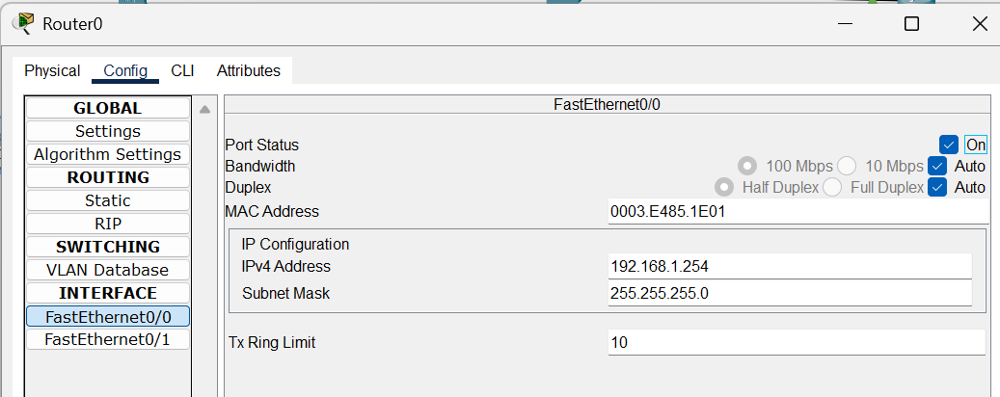 Router0
Physical Config CLI Attributes
GLOBAL
Settings
Algorithm Settings
ROUTING
Static
RIP
SWITCHING
VLAN Database
INTERFACE
FastEthernet0/0
FastEthernet0/1
FastEthernet0/0
Port Status On
Bandwidth 100 Mbps 10 Mbps Auto
Duplex Half Duplex Full Duplex Auto
MAC Address 0003.E485.1E01
IP Configuration
IPv4 Address 192.168.1.254
Subnet Mask 255.255.255.0
Tx Ring Limit 10